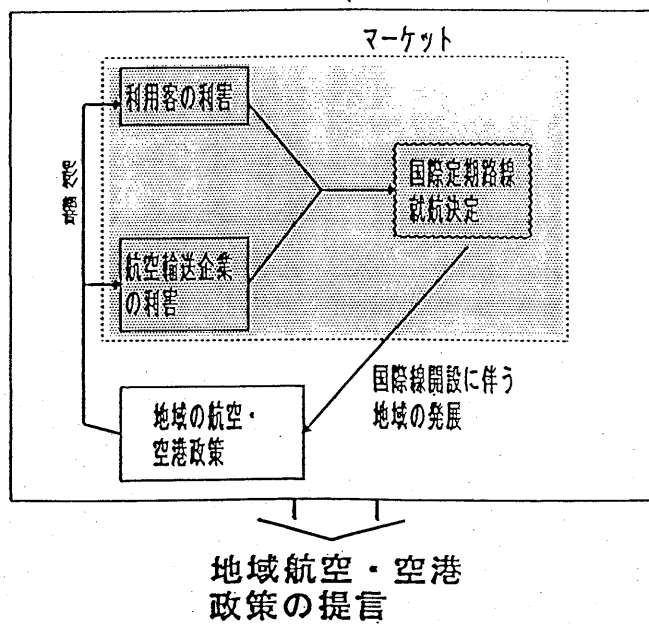 マーケット
利用客の利害
国際定期路線
就航決定
航空輸送企業
の利害
国際線開設に伴う
地域の発展
地域の航空・
空港政策
地域航空・空港
政策の提言